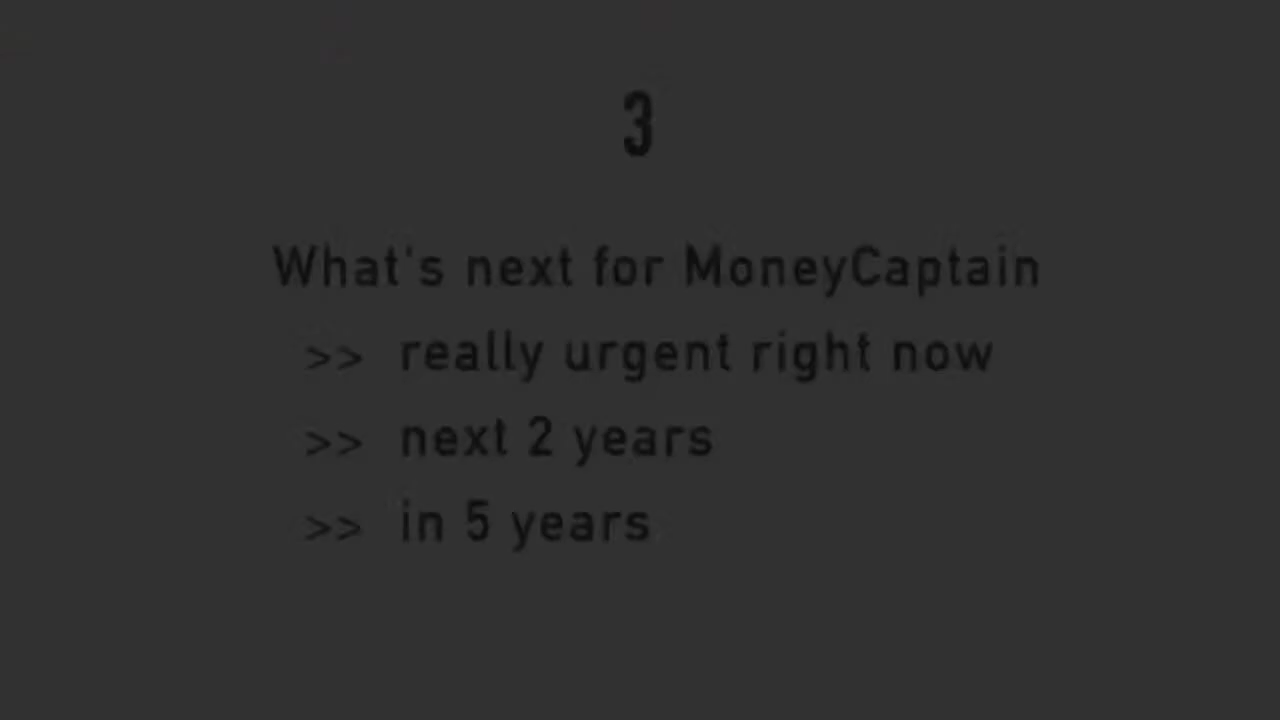 3
What's next for MoneyCaptain
>> really urgent right now
>> next 2 years
>> in 5 years